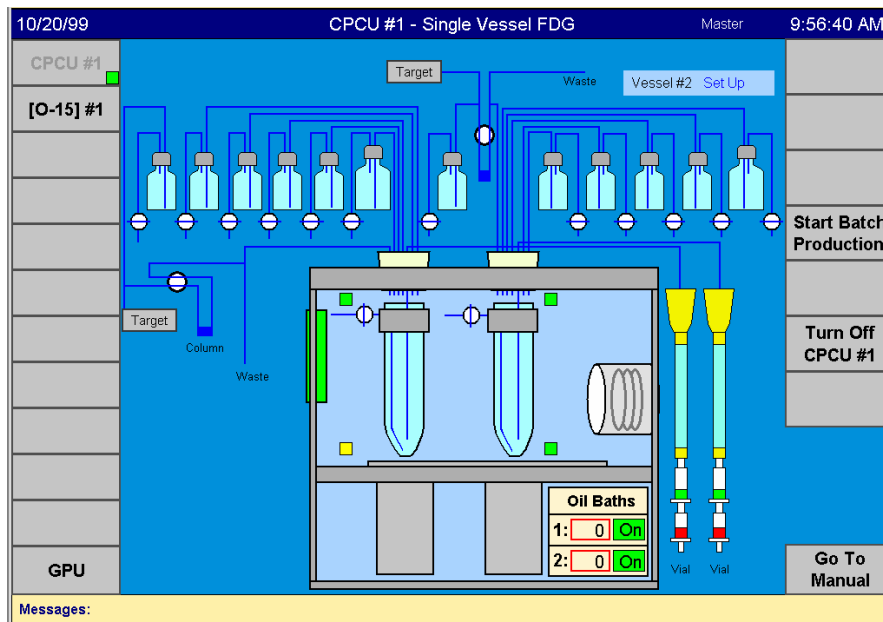 10/20/99
CPCU #1 - Single Vessel FDG
Master
9:56:40 AM
CPCU #1
[O-15] #1
Target
Waste
Vessel #2 Set Up
Start Batch
Production
Target
Column
Waste
Turn Off
CPCU #1
Oil Baths
1: 0 On
2: 0 On
GPU
Vial
Vial
Go To
Manual
Messages: